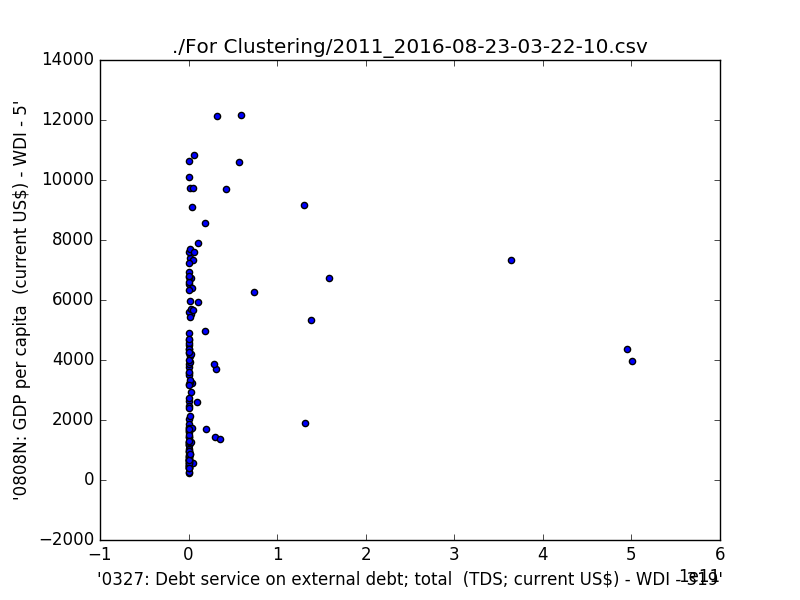 ./For Clustering/2011_2016-08-23-03-22-10.csv
14000
12000
10000
8000
6000
4000
2000
0
−2000
'0808N: GDP per capita  (current US$) - WDI - 5'
−1 0 1 2 3 4 5 6
1e11
'0327: Debt service on external debt; total  (TDS; current US$) - WDI -